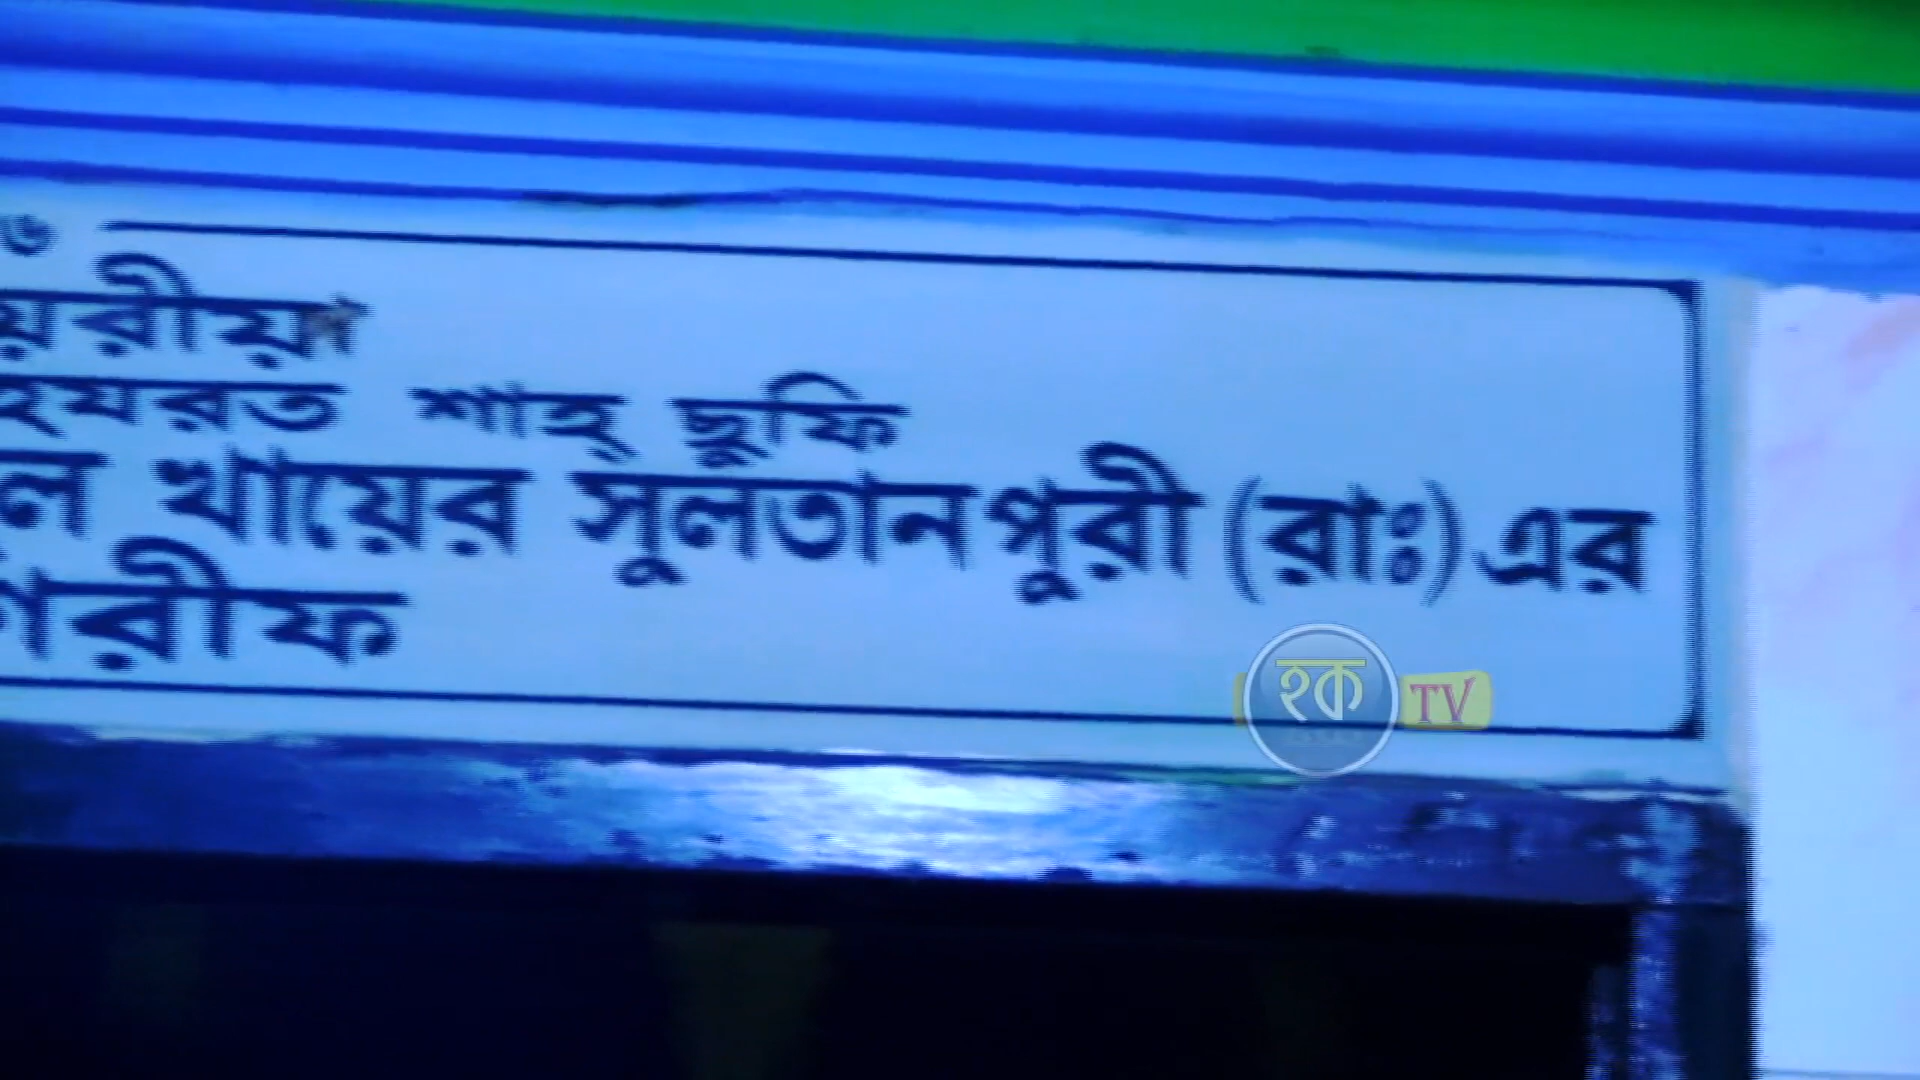 য়রীয়া
হযরত শাহ্ ছুফি
ল খায়ের সুলতানপুরী (রাঃ) এর
রীফ
হক TV